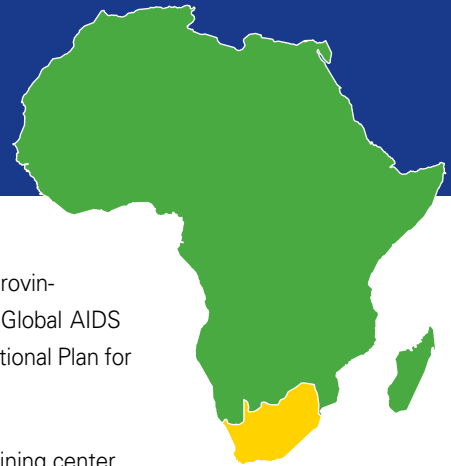 rovin-
Global AIDS
tional Plan for
ining center